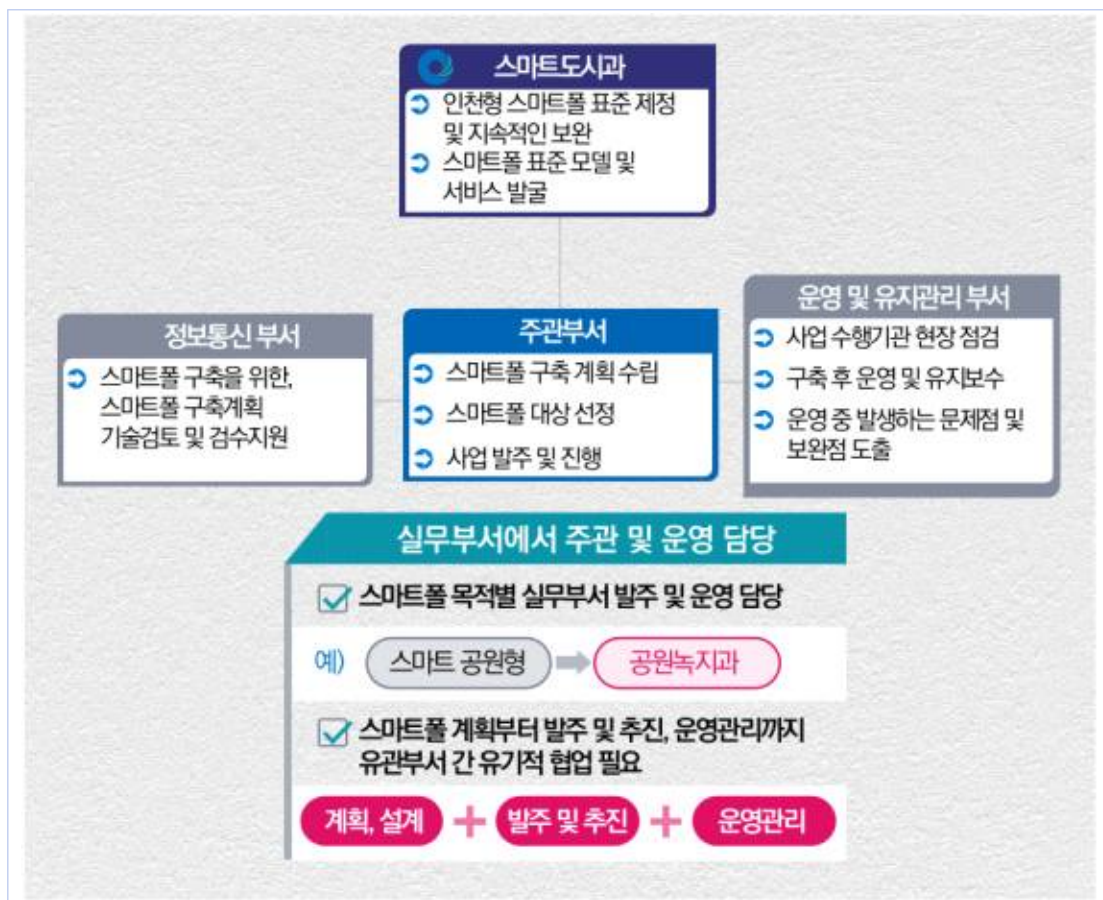 스마트도시과
인천형 스마트폴 표준 제정
및 지속적인 보완
스마트폴 표준 모델 및
서비스 발굴
정보통신 부서
스마트폴 구축을 위한,
스마트폴 구축계획
기술검토 및 검수지원
주관부서
스마트폴 구축 계획 수립
스마트폴 대상 선정
사업 발주 및 진행
운영 및 유지관리 부서
사업 수행기관 현장 점검
구축 후 운영 및 유지보수
운영 중 발생하는 문제점 및
보완점 도출
실무부서에서 주관 및 운영 담당
스마트폴 목적별 실무부서 발주 및 운영 담당
예) 스마트 공원형 공원녹지과
스마트폴 계획부터 발주 및 추진, 운영관리까지
유관부서 간 유기적 협업 필요
계획, 설계 + 발주 및 추진 + 운영관리